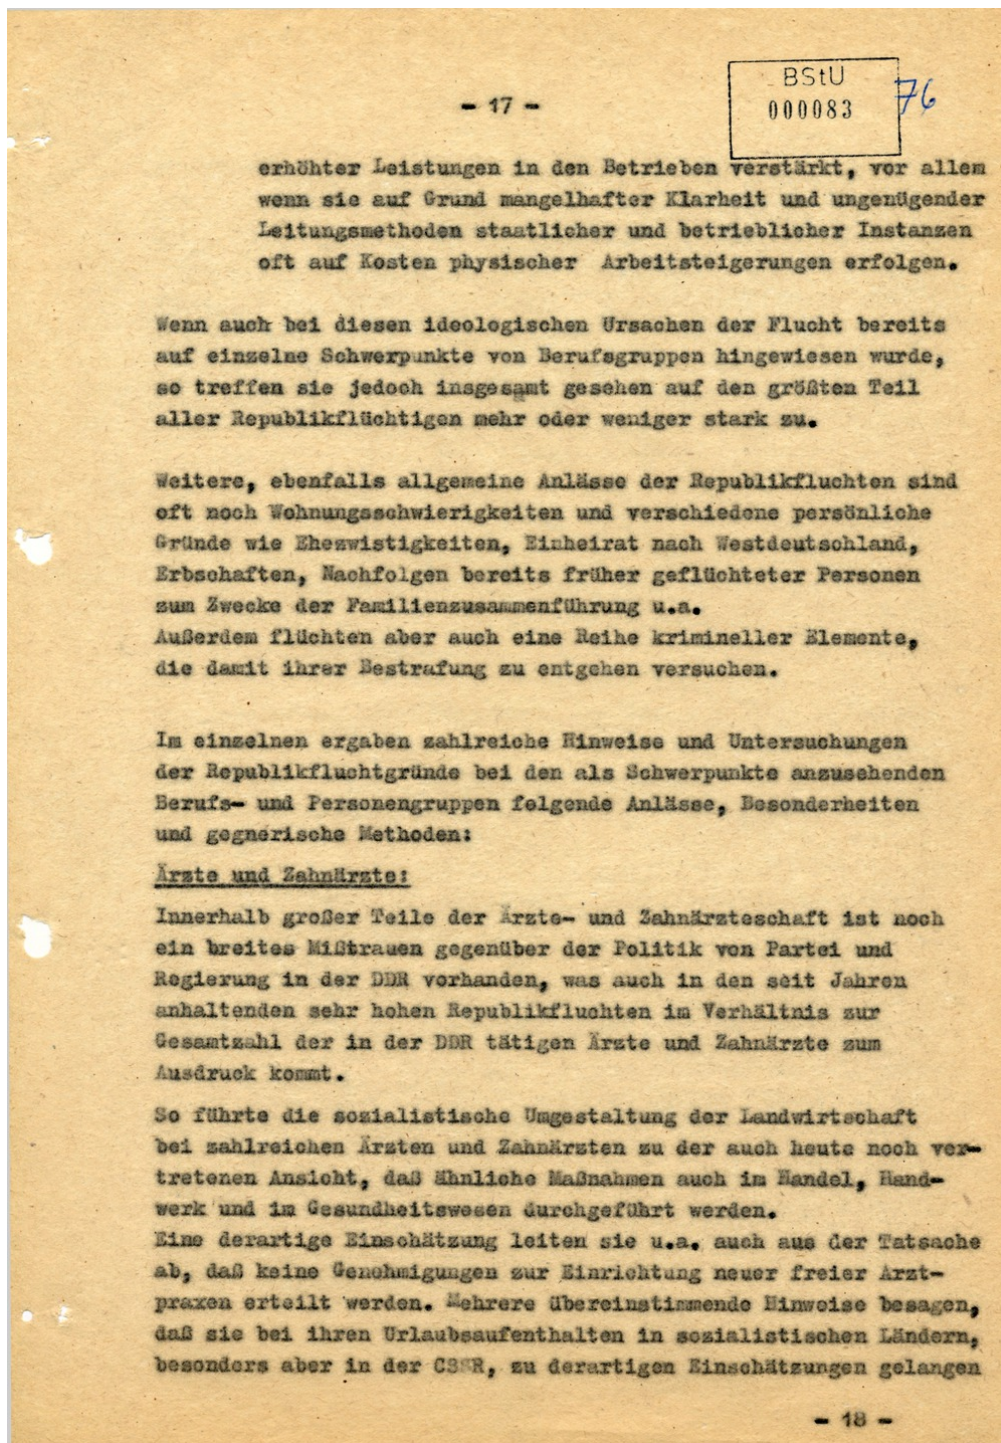 BStU
000083
76
- 17 -
erhöhter Leistungen in den Betrieben verstärkt, vor allem
wenn sie auf Grund mangelhafter Klarheit und ungenügender
Leitungsmethoden staatlicher und betrieblicher Instanzen
oft auf Kosten physischer Arbeitsteigerungen erfolgen.
Wenn auch bei diesen ideologischen Ursachen der Flucht bereits
auf einzelne Schwerpunkte von Berufsgruppen hingewiesen wurde,
so treffen sie jedoch insgesamt gesehen auf den größten Teil
aller Republikflüchtigen mehr oder weniger stark zu.
Weitere, ebenfalls allgemeine Anlässe der Republikfluchten sind
oft noch Wohnungsschwierigkeiten und verschiedene persönliche
Gründe wie Ehezwistigkeiten, Einheirat nach Westdeutschland,
Erbschaften, Nachfolgen bereits früher geflüchteter Personen
zum Zwecke der Familienzusammenführung u.a.
Außerdem flüchten aber auch eine Reihe krimineller Elemente,
die damit ihrer Bestrafung zu entgehen versuchen.
Im einzelnen ergaben zahlreiche Hinweise und Untersuchungen
der Republikfluchtgründe bei den als Schwerpunkte anzusehenden
Berufs- und Personengruppen folgende Anlässe, Besonderheiten
und gegnerische Methoden:
Ärzte und Zahnärzte:
Innerhalb großer Teile der Ärzte- und Zahnärzteschaft ist noch
ein breites Mißtrauen gegenüber der Politik von Partei und
Regierung in der DDR vorhanden, was auch in den seit Jahren
anhaltenden sehr hohen Republikfluchten im Verhältnis zur
Gesamtzahl der in der DDR tätigen Ärzte und Zahnärzte zum
Ausdruck kommt.
So führte die sozialistische Umgestaltung der Landwirtschaft
bei zahlreichen Ärzten und Zahnärzten zu der auch heute noch ver-
tretenen Ansicht, daß ähnliche Maßnahmen auch im Handel, Hand-
werk und im Gesundheitswesen durchgeführt werden.
Eine derartige Einschätzung leiten sie u.a. auch aus der Tatsache
ab, daß keine Genehmigungen zur Einrichtung neuer freier Arzt-
praxen erteilt werden. Mehrere übereinstimmende Hinweise besagen,
daß sie bei ihren Urlaubsaufenthalten in sozialistischen Ländern,
besonders aber in der CSSR, zu derartigen Einschätzungen gelangen
- 18 -